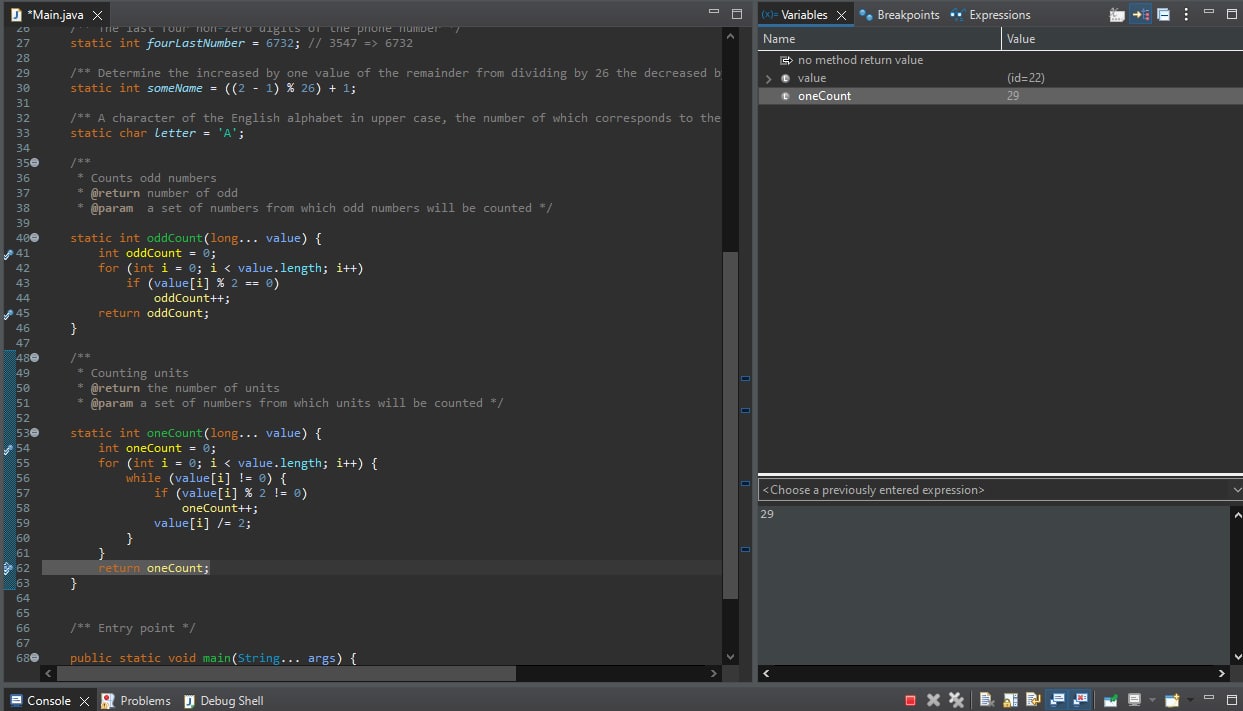 *Main.java
26 /** The last four non-zero digits of the phone number */
27 static int fourLastNumber = 6732; // 3547 => 6732
28
29 /** Determine the increased by one value of the remainder from dividing by 26 the decreased b
30 static int someName = ((2 - 1) % 26) + 1;
31
32 /** A character of the English alphabet in upper case, the number of which corresponds to the
33 static char letter = 'A';
34
35 /**
36 * Counts odd numbers
37 * @return number of odd
38 * @param  a set of numbers from which odd numbers will be counted */
39
40 static int oddCount(long... value) {
41 int oddCount = 0;
42 for (int i = 0; i < value.length; i++)
43 if (value[i] % 2 == 0)
44 oddCount++;
45 return oddCount;
46 }
47
48 /**
49 * Counting units
50 * @return the number of units
51 * @param a set of numbers from which units will be counted */
52
53 static int oneCount(long... value) {
54 int oneCount = 0;
55 for (int i = 0; i < value.length; i++) {
56 while (value[i] != 0) {
57 if (value[i] % 2 != 0)
58 oneCount++;
59 value[i] /= 2;
60 }
61 }
62 return oneCount;
63 }
64
65
66 /** Entry point */
67
68 public static void main(String... args) {
(x)= Variables
Breakpoints
Expressions
Name Value
no method return value
value (id=22)
oneCount 29
<Choose a previously entered expression>
29
Console
Problems
Debug Shell